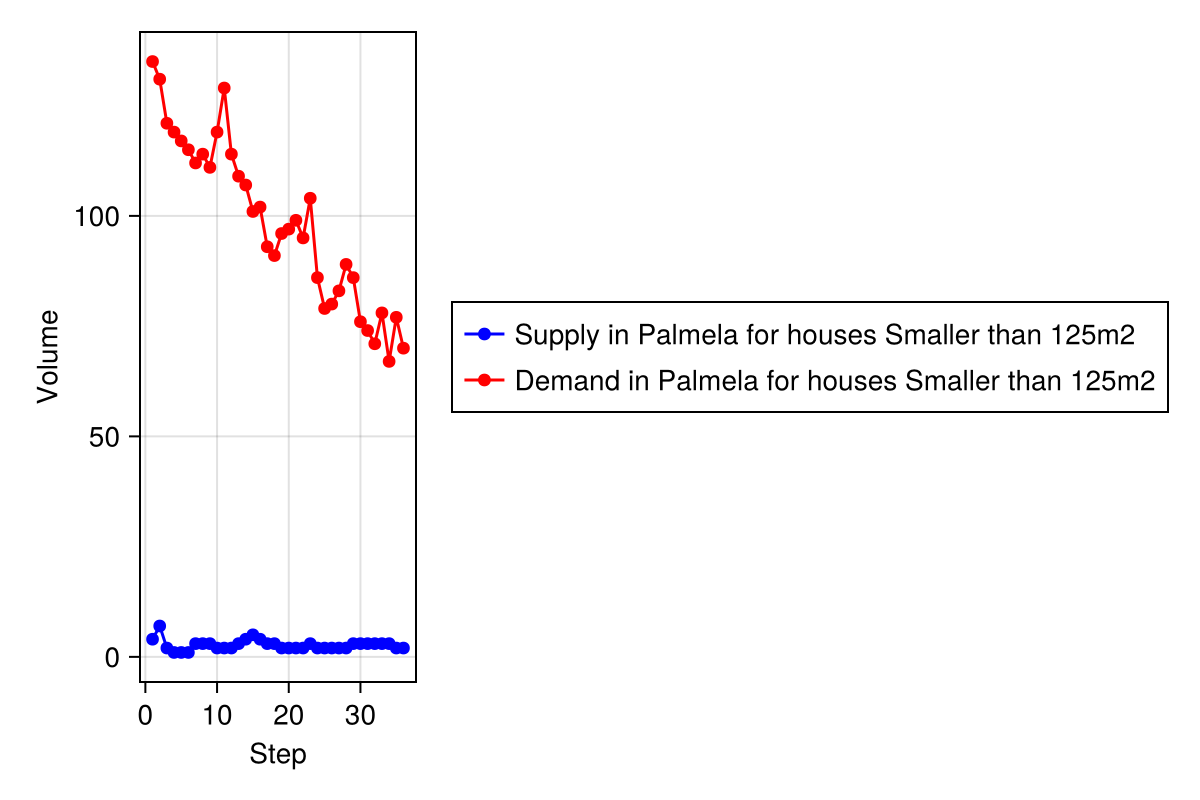 Volume
100
50
0
0 10 20 30
Step
Supply in Palmela for houses Smaller than 125m2
Demand in Palmela for houses Smaller than 125m2